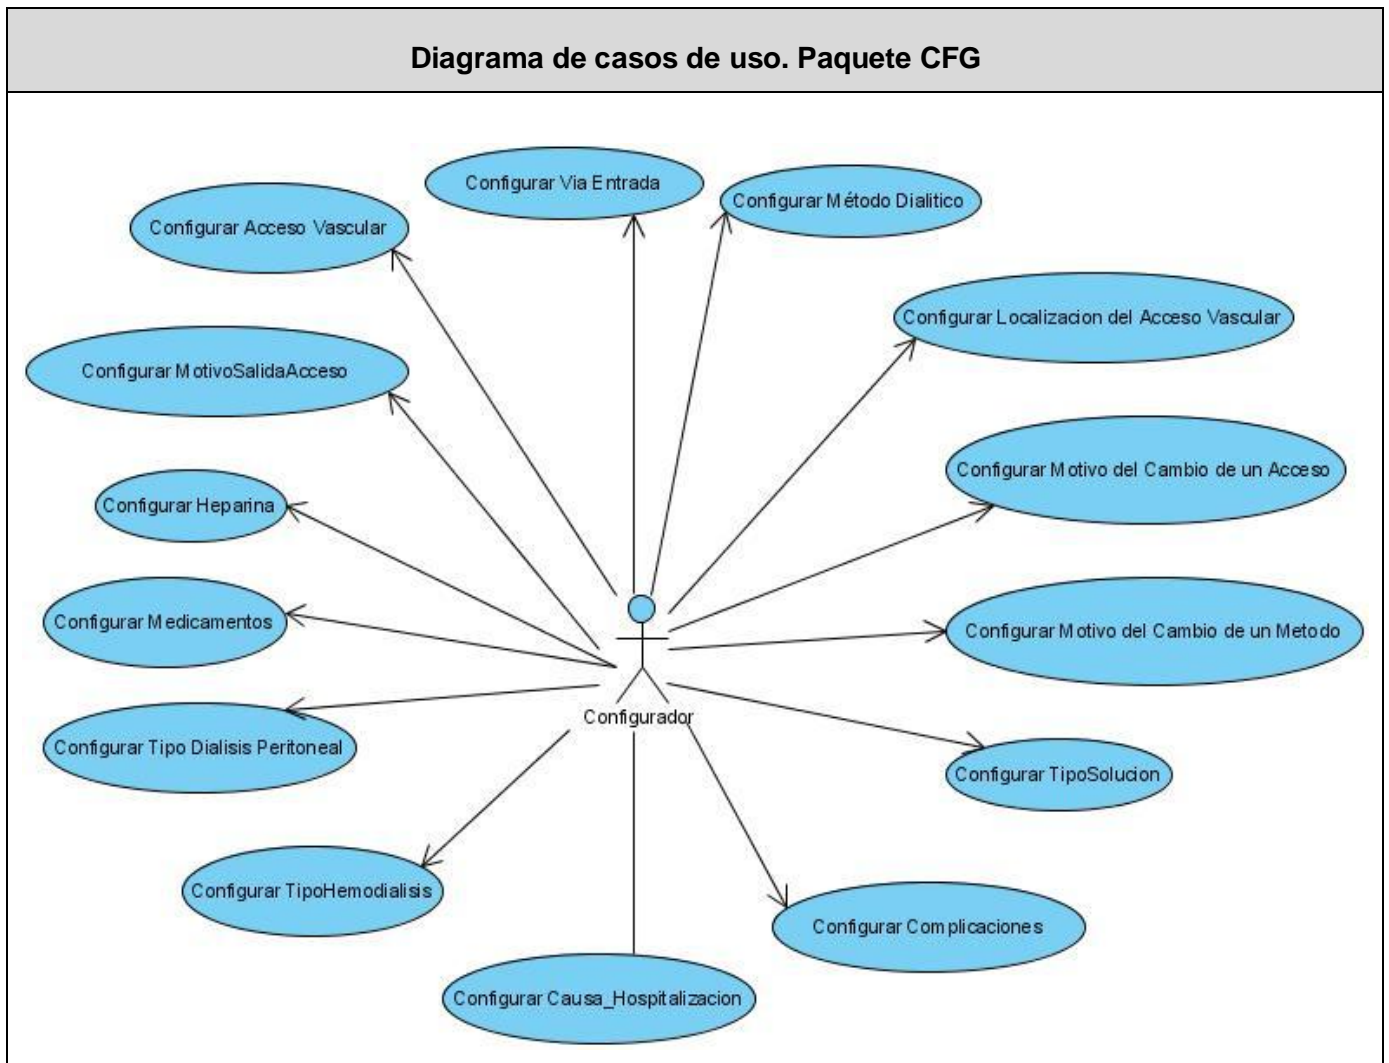 Diagrama de casos de uso. Paquete CFG
Configurar Via Entrada
Configurar Método Dialitico
Configurar Acceso Vascular
Configurar Localizacion del Acceso Vascular
Configurar MotivoSalidaAcceso
Configurar Motivo del Cambio de un Acceso
Configurar Heparina
Configurar Medicamentos
Configurar Motivo del Cambio de un Metodo
Configurador
Configurar Tipo Dialisis Peritoneal
Configurar TipoSolucion
Configurar TipoHemodialisis
Configurar Complicaciones
Configurar Causa_Hospitalizacion